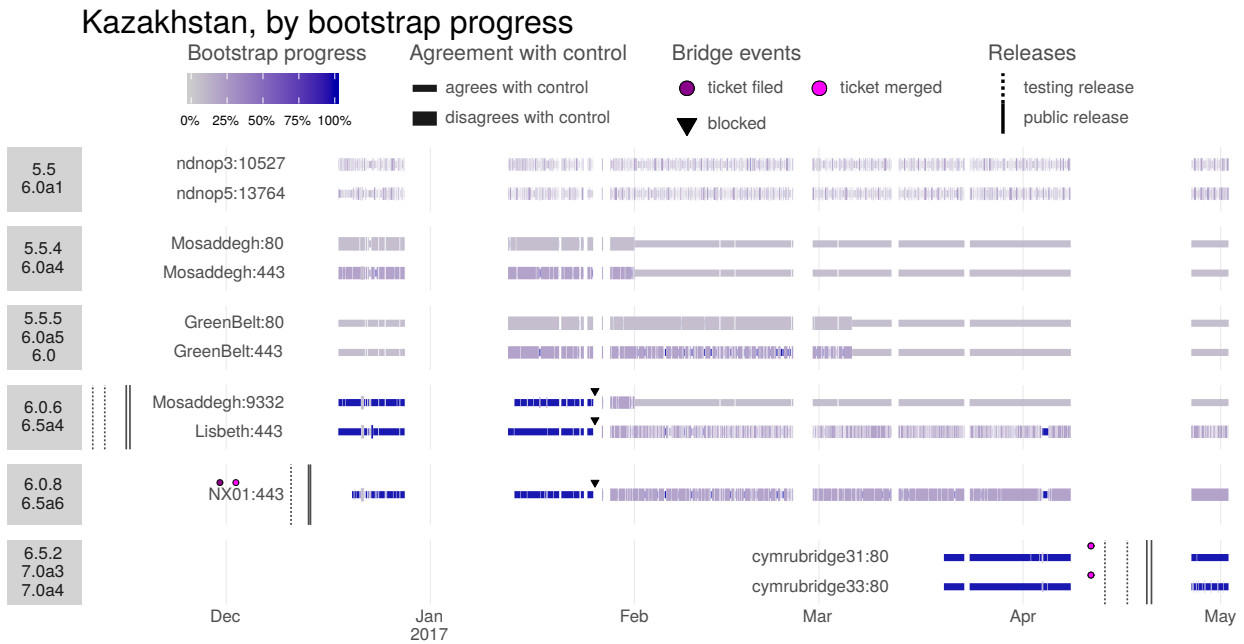 Kazakhstan, by bootstrap progress
Bootstrap progress
0% 25% 50% 75% 100%
Agreement with control
agrees with control
disagrees with control
Bridge events
ticket filed ticket merged
blocked
Releases
testing release
public release
5.5
6.0a1
ndnop3:10527
ndnop5:13764
5.5.4
6.0a4
Mosaddegh:80
Mosaddegh:443
5.5.5
6.0a5
6.0
GreenBelt:80
GreenBelt:443
6.0.6
6.5a4
Mosaddegh:9332
Lisbeth:443
6.0.8
6.5a6
NX01:443
6.5.2
7.0a3
7.0a4
cymrubridge31:80
cymrubridge33:80
Dec Jan Feb Mar Apr May
2017